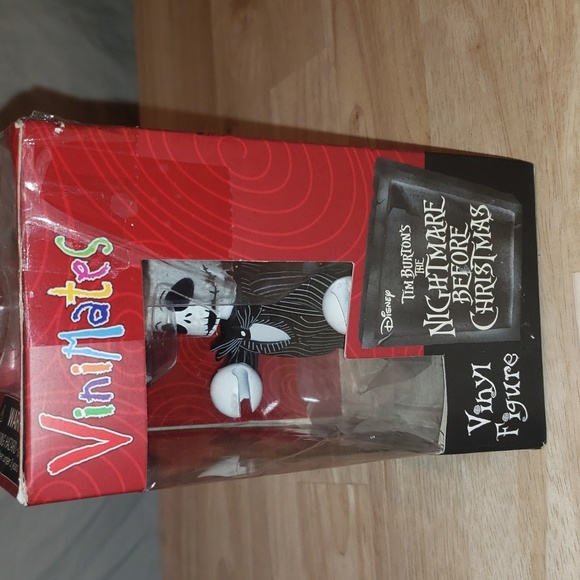 ViniMates
Disney
Tim Burton's
THE
NIGHTMARE
BEFORE
CHRISTMAS
Vinyl
Figure